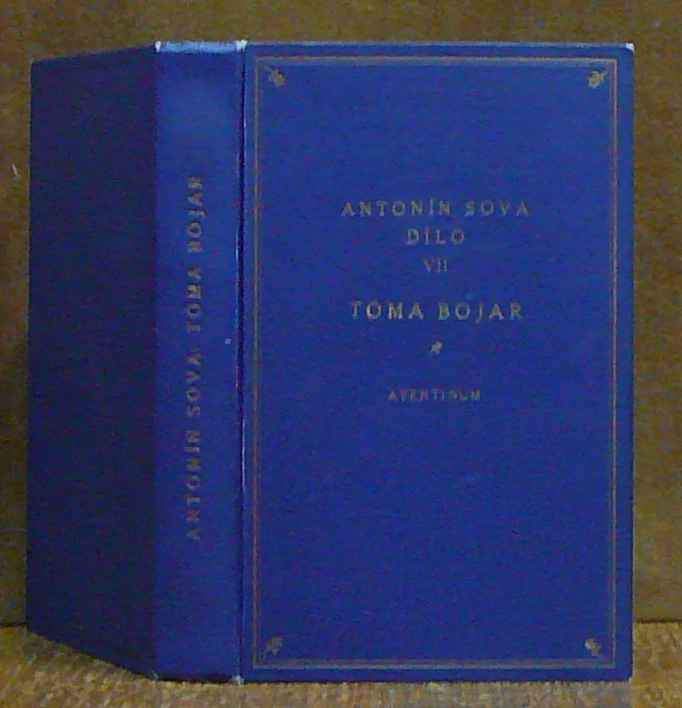 ANTONÍN SOVA TOMA BOJAR
ANTONÍN SOVA
DÍLO
VII
TOMA BOJAR
AVENTINUM